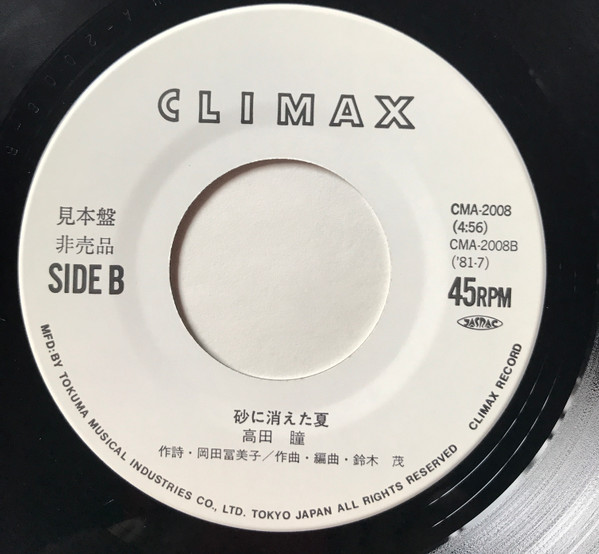 CLIMAX
見本盤
非売品
SIDE B
CMA-2008
(4:56)
CMA-2008B
('81-7)
45RPM
JASRAC
砂に消えた夏
高田 瞳
作詩・岡田冨美子/作曲・編曲・鈴木 茂
MFD: BY TOKUMA MUSICAL INDUSTRIES CO., LTD. TOKYO JAPAN ALL RIGHTS RESERVED CLIMAX RECORD